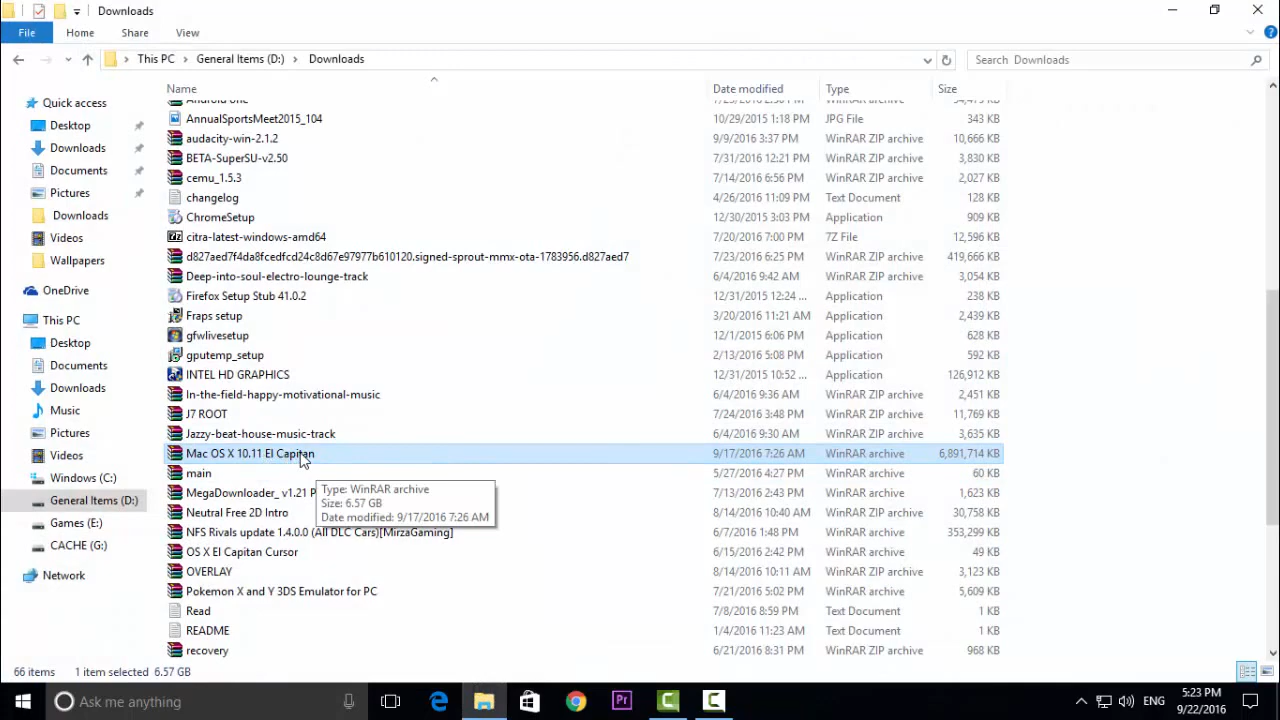 Downloads
File Home Share View
This PC General Items (D:) Downloads Search Downloads
Name Date modified Type Size
Quick access
Desktop
Downloads
Documents
Pictures
Downloads
Videos
Wallpapers
OneDrive
This PC
Desktop
Documents
Downloads
Music
Pictures
Videos
Windows (C:)
General Items (D:)
Games (E:)
CACHE (G:)
Network
AnnualSportsMeet2015_104 10/29/2015 1:18 PM JPG File 343 KB
audacity-win-2.1.2 9/9/2016 3:37 PM WinRAR ZIP archive 10,666 KB
BETA-SuperSU-v2.50 7/31/2016 12:21 PM WinRAR ZIP archive 3,830 KB
cemu_1.5.3 7/14/2016 6:56 PM WinRAR ZIP archive 2,027 KB
changelog 4/26/2016 11:09 PM Text Document 128 KB
ChromeSetup 12/30/2015 3:03 PM Application 909 KB
citra-latest-windows-amd64 7/20/2016 7:00 PM 7Z File 12,596 KB
d827aed7f4da8fcedfcd24c8d67e97977b610120.signed-sprout-mmx-ota-1783956.d827aed7 7/23/2016 6:25 PM WinRAR ZIP archive 419,666 KB
Deep-into-soul-electro-lounge-track 6/4/2016 9:42 AM WinRAR ZIP archive 3,054 KB
Firefox Setup Stub 41.0.2 12/31/2015 12:24 ... Application 238 KB
Fraps setup 3/20/2016 11:21 AM Application 2,439 KB
gfwlivesetup 12/1/2015 6:06 PM Application 628 KB
gputemp_setup 2/13/2016 5:08 PM Application 592 KB
INTEL HD GRAPHICS 12/31/2015 10:52 ... Application 126,912 KB
In-the-field-happy-motivational-music 6/4/2016 9:36 AM WinRAR ZIP archive 2,451 KB
J7 ROOT 7/24/2016 3:48 PM WinRAR ZIP archive 11,769 KB
Jazzy-beat-house-music-track 6/4/2016 9:30 AM WinRAR ZIP archive 3,635 KB
Mac OS X 10.11 El Capitan 9/17/2016 7:26 AM WinRAR archive 6,891,714 KB
main 5/27/2016 4:27 PM WinRAR archive 60 KB
MegaDownloader_ v1.21 P 7/13/2016 2:43 PM WinRAR archive 1,623 KB
Neutral Free 2D Intro 8/14/2016 10:40 AM WinRAR archive 30,758 KB
NFS Rivals update 1.4.0.0 (All DLC Cars)[MirzaGaming] 6/7/2016 1:48 PM WinRAR archive 353,299 KB
OS X El Capitan Cursor 6/15/2016 2:42 PM WinRAR archive 49 KB
OVERLAY 8/14/2016 10:11 AM WinRAR archive 3,123 KB
Pokemon X and Y 3DS Emulator for PC 7/21/2016 5:02 PM WinRAR archive 5,609 KB
Read 7/8/2016 8:59 PM Text Document 1 KB
README 1/4/2016 11:23 AM Text Document 1 KB
recovery 6/21/2016 8:31 PM WinRAR archive 968 KB
Type: WinRAR archive
Size: 6.57 GB
Date modified: 9/17/2016 7:26 AM
66 items 1 item selected 6.57 GB
Ask me anything
Pr
ENG
5:23 PM
9/22/2016